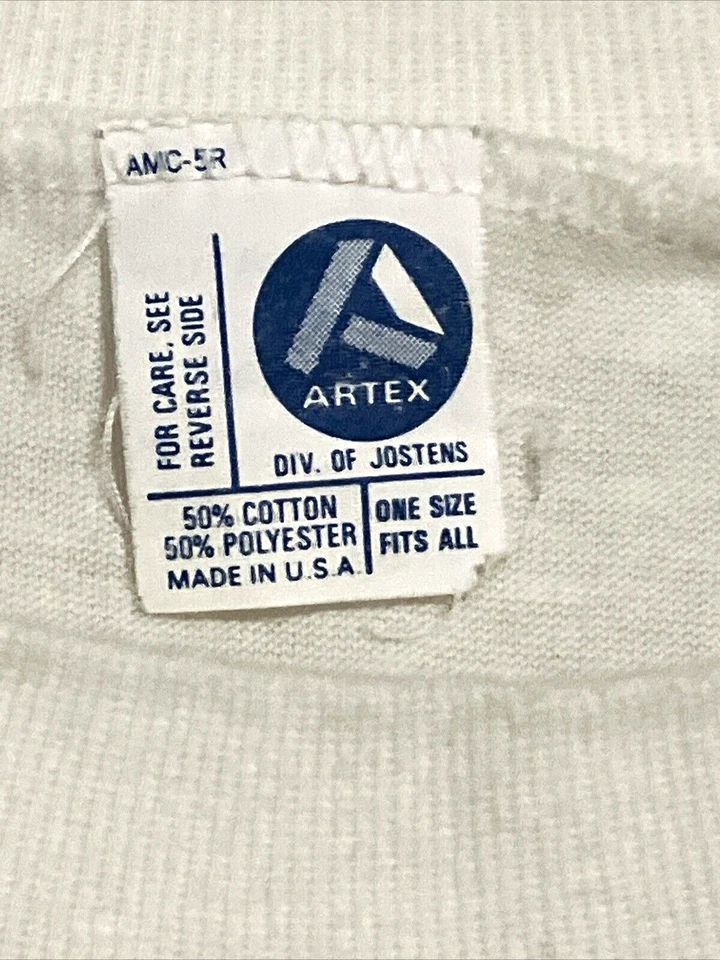 AMC-5R
FOR CARE, SEE
REVERSE SIDE
ARTEX
DIV. OF JOSTENS
50% COTTON
50% POLYESTER
MADE IN U.S.A.
ONE SIZE
FITS ALL